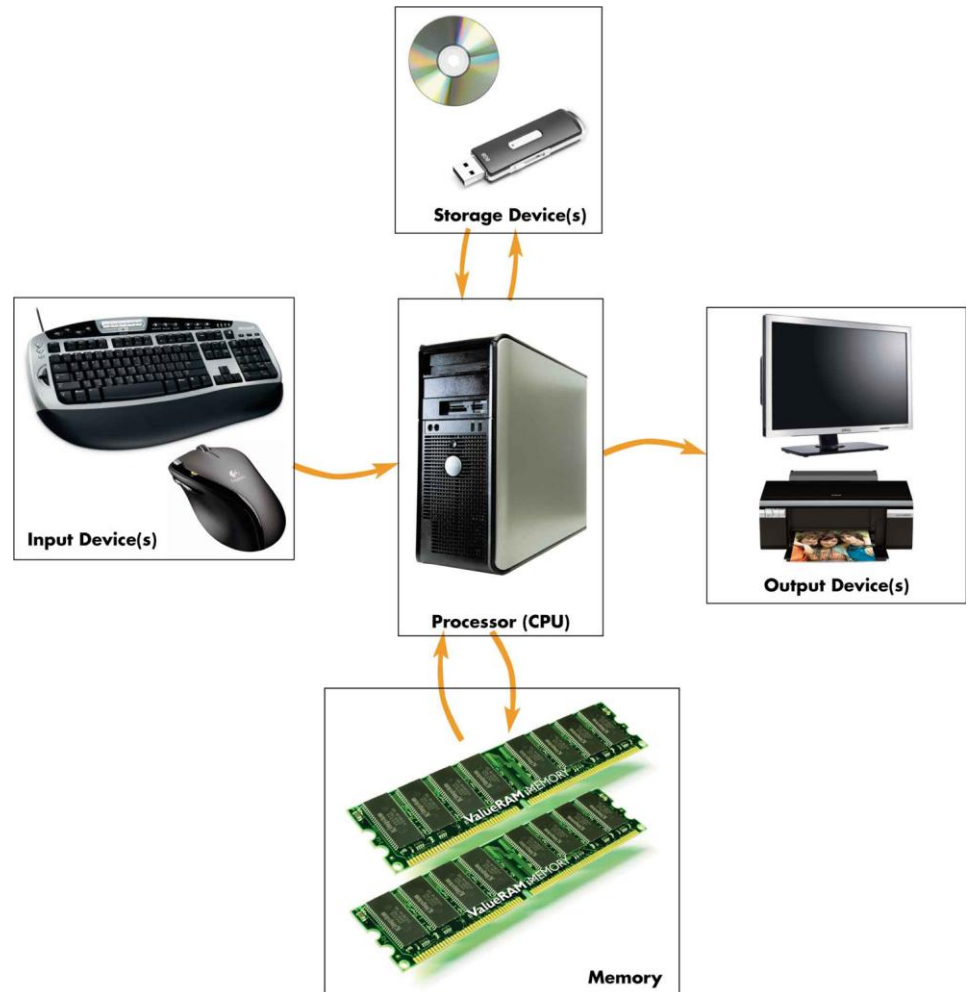 Storage Device(s)
Input Device(s)
Processor (CPU)
Output Device(s)
ValueRAM MEMORY
ValueRAM MEMORY
Memory